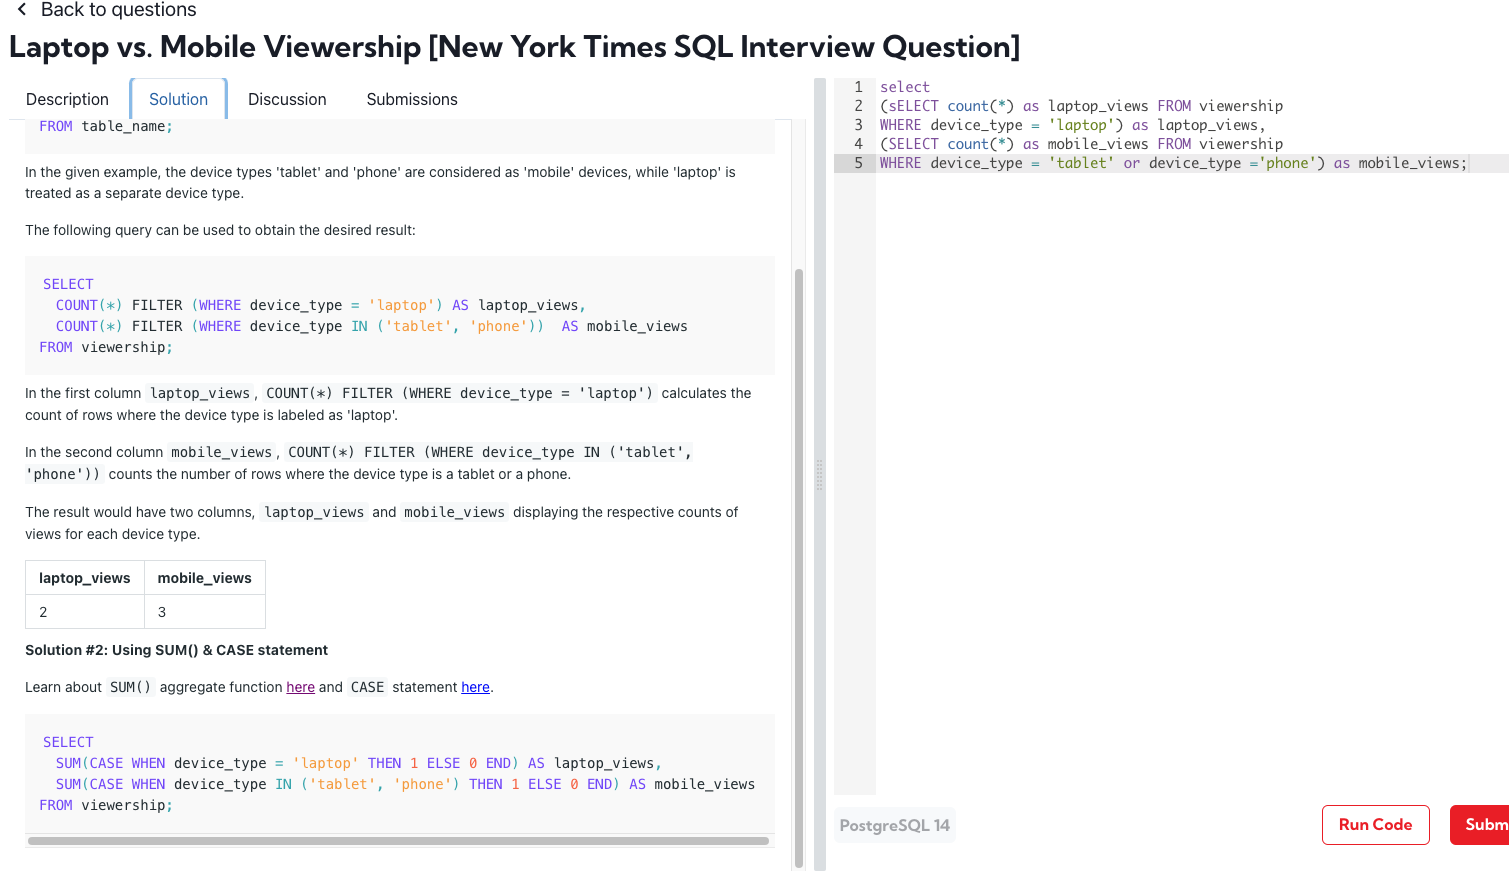 Back to questions
Laptop vs. Mobile Viewership [New York Times SQL Interview Question]
Description Solution Discussion Submissions
FROM table_name;
In the given example, the device types 'tablet' and 'phone' are considered as 'mobile' devices, while 'laptop' is
treated as a separate device type.
The following query can be used to obtain the desired result:
SELECT
COUNT(*) FILTER (WHERE device_type = 'laptop') AS laptop_views,
COUNT(*) FILTER (WHERE device_type IN ('tablet', 'phone'))  AS mobile_views
FROM viewership;
In the first column laptop_views, COUNT(*) FILTER (WHERE device_type = 'laptop') calculates the
count of rows where the device type is labeled as 'laptop'.
In the second column mobile_views, COUNT(*) FILTER (WHERE device_type IN ('tablet',
'phone')) counts the number of rows where the device type is a tablet or a phone.
The result would have two columns, laptop_views and mobile_views displaying the respective counts of
views for each device type.
laptop_views mobile_views
2 3
Solution #2: Using SUM() & CASE statement
Learn about SUM() aggregate function here and CASE statement here.
SELECT
SUM(CASE WHEN device_type = 'laptop' THEN 1 ELSE 0 END) AS laptop_views,
SUM(CASE WHEN device_type IN ('tablet', 'phone') THEN 1 ELSE 0 END) AS mobile_views
FROM viewership;
1 select
2 (sELECT count(*) as laptop_views FROM viewership
3 WHERE device_type = 'laptop') as laptop_views,
4 (SELECT count(*) as mobile_views FROM viewership
5 WHERE device_type = 'tablet' or device_type ='phone') as mobile_views;
PostgreSQL 14
Run Code
Subm